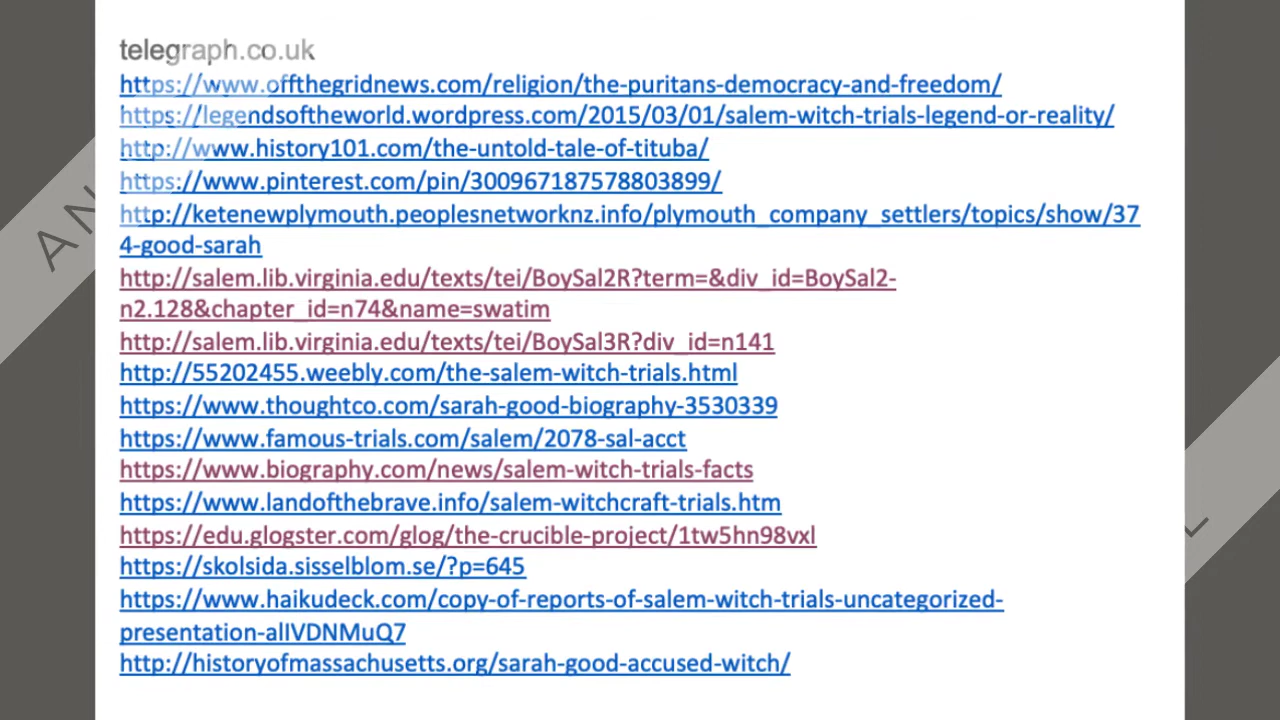 telegraph.co.uk
https://www.offthegridnews.com/religion/the-puritans-democracy-and-freedom/
https://legendsoftheworld.wordpress.com/2015/03/01/salem-witch-trials-legend-or-reality/
http://www.history101.com/the-untold-tale-of-tituba/
https://www.pinterest.com/pin/300967187578803899/
http://ketenewplymouth.peoplesnetworknz.info/plymouth_company_settlers/topics/show/37
4-good-sarah
http://salem.lib.virginia.edu/texts/tei/BoySal2R?term=&div_id=BoySal2-
n2.128&chapter_id=n74&name=swatim
http://salem.lib.virginia.edu/texts/tei/BoySal3R?div_id=n141
http://55202455.weebly.com/the-salem-witch-trials.html
https://www.thoughtco.com/sarah-good-biography-3530339
https://www.famous-trials.com/salem/2078-sal-acct
https://www.biography.com/news/salem-witch-trials-facts
https://www.landofthebrave.info/salem-witchcraft-trials.htm
https://edu.glogster.com/glog/the-crucible-project/1tw5hn98vxl
https://skolsida.sisselblom.se/?p=645
https://www.haikudeck.com/copy-of-reports-of-salem-witch-trials-uncategorized-
presentation-alIVDNMuQ7
http://historyofmassachusetts.org/sarah-good-accused-witch/
AN
L